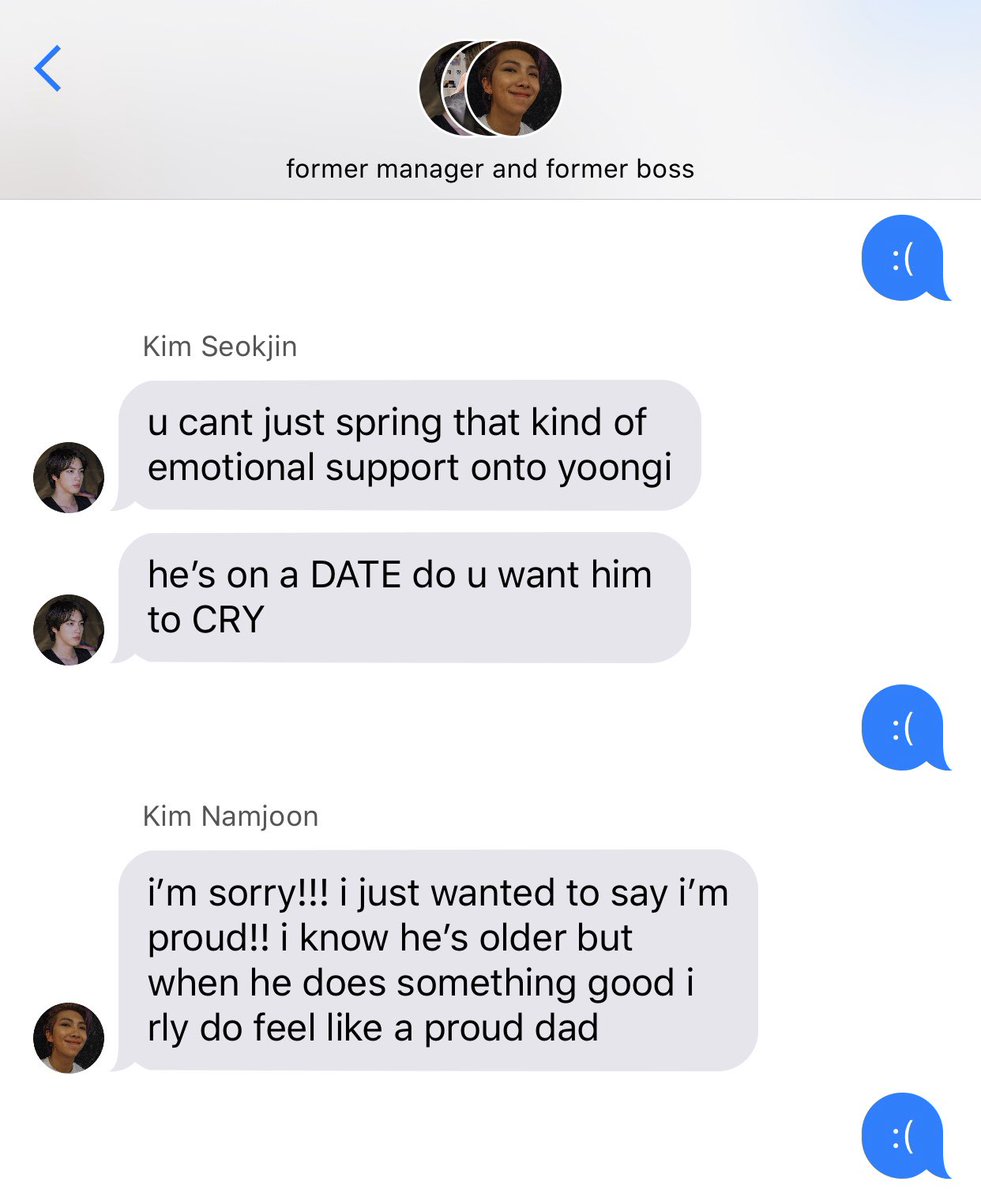 former manager and former boss
:(
Kim Seokjin
u cant just spring that kind of
emotional support onto yoongi
he’s on a DATE do u want him
to CRY
:(
Kim Namjoon
i’m sorry!!! i just wanted to say i’m
proud!! i know he’s older but
when he does something good i
rly do feel like a proud dad
:(